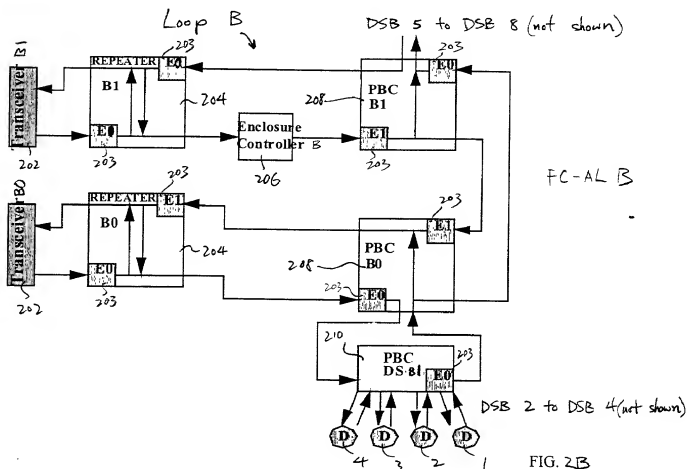 Loop B
DSB 5 to DSB 8 (not shown)
203
REPEATER E0
B1
Transceiver B1
204
E0
203
202
Enclosure
Controller B
206
203
E0
PBC
B1
208
E1
203
FC-AL B
203
REPEATER E1
B0
Transceiver B0
204
E0
203
202
203
E1
PBC
B0
208
203
E0
210
PBC
DS B1
203
E0
DSB 2 to DSB 4 (not shown)
D D D D
4 3 2 1
FIG. 2B